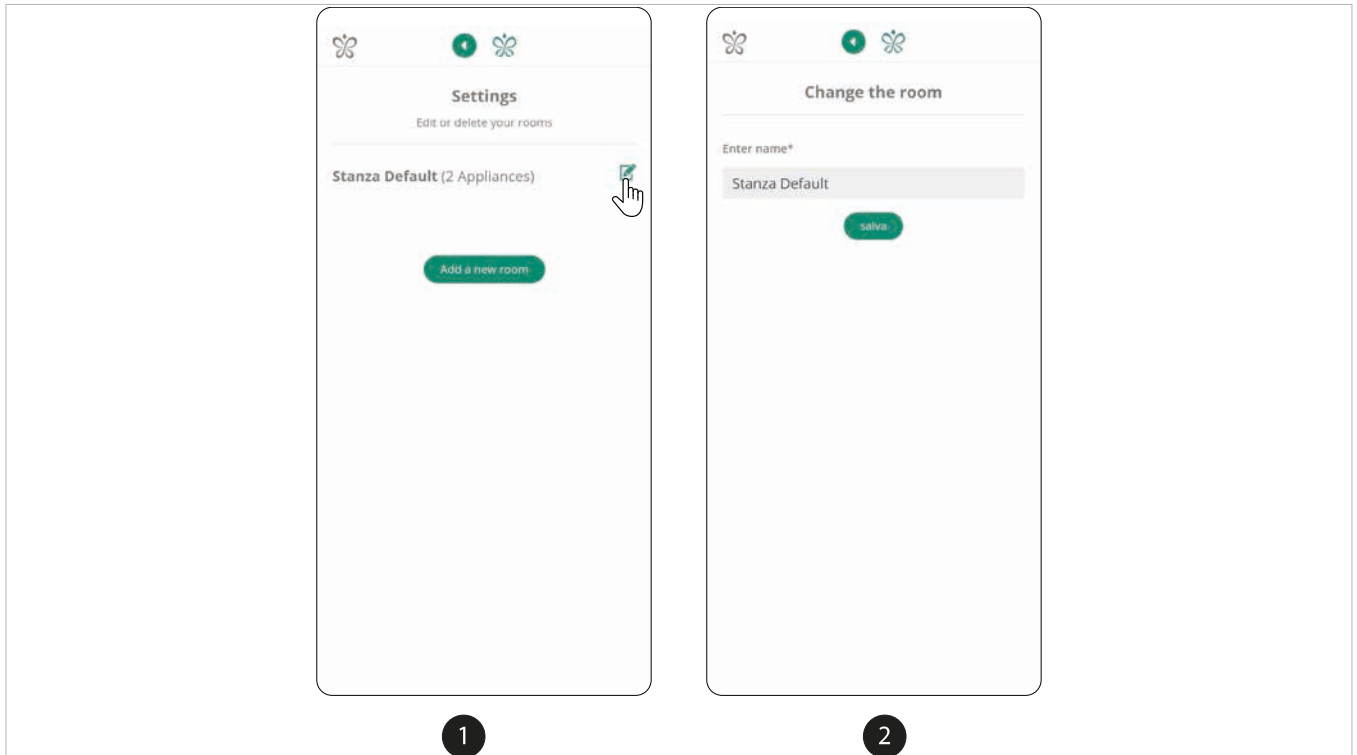 Settings
Edit or delete your rooms
Stanza Default (2 Appliances)
Add a new room
1
Change the room
Enter name*
Stanza Default
salva
2